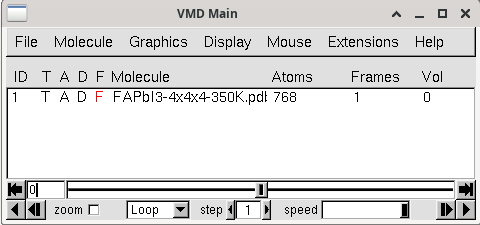 VMD Main
File Molecule Graphics Display Mouse Extensions Help
ID T A D F Molecule Atoms Frames Vol
1 T A D F FAPbI3-4x4x4-350K.pdb 768 1 0
0
zoom Loop step 1 speed